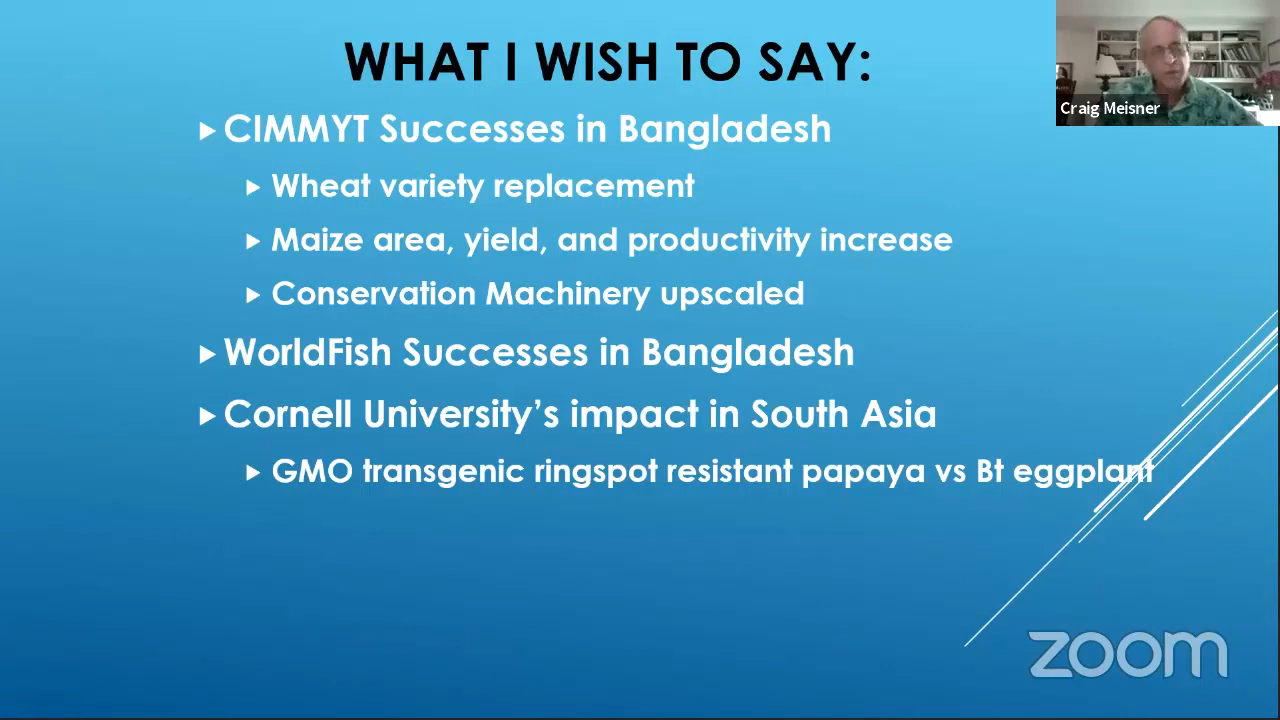 WHAT I WISH TO SAY:
Craig Meisner
CIMMYT Successes in Bangladesh
Wheat variety replacement
Maize area, yield, and productivity increase
Conservation Machinery upscaled
WorldFish Successes in Bangladesh
Cornell University’s impact in South Asia
GMO transgenic ringspot resistant papaya vs Bt eggplant
zoom